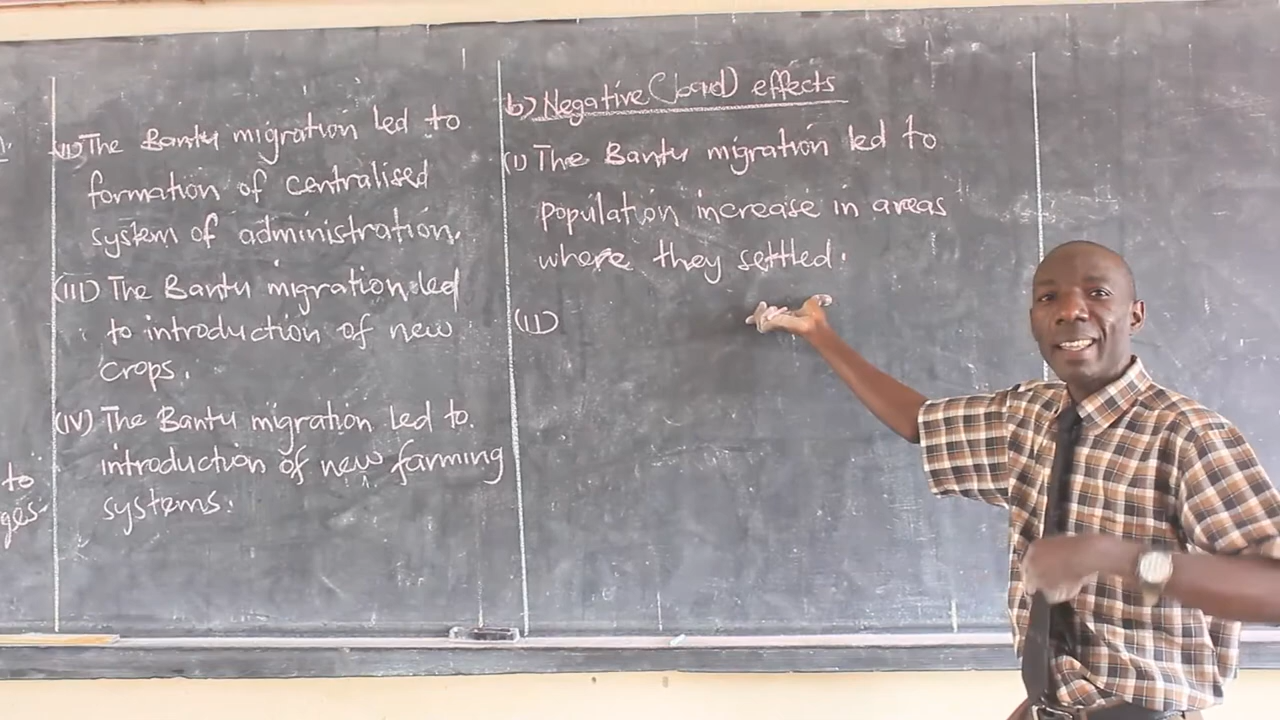 (II) The Bantu migration led to
formation of centralised
system of administration.
(III) The Bantu migration led
to introduction of new
crops.
(IV) The Bantu migration Led to
introduction of new farming
systems.
to
ges.
b) Negative (bad) effects
(I) The Bantu migration led to
population increase in areas
where they settled.
(II)